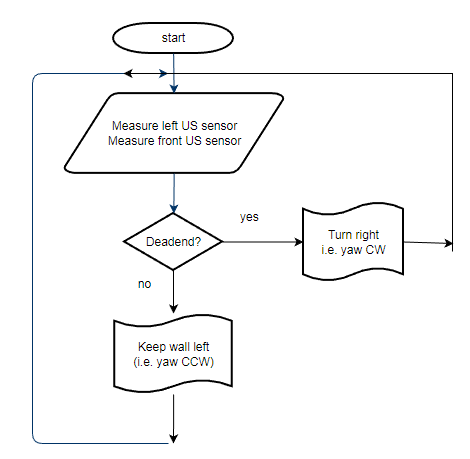 start
Measure left US sensor
Measure front US sensor
Deadend?
yes
Turn right
i.e. yaw CW
no
Keep wall left
(i.e. yaw CCW)